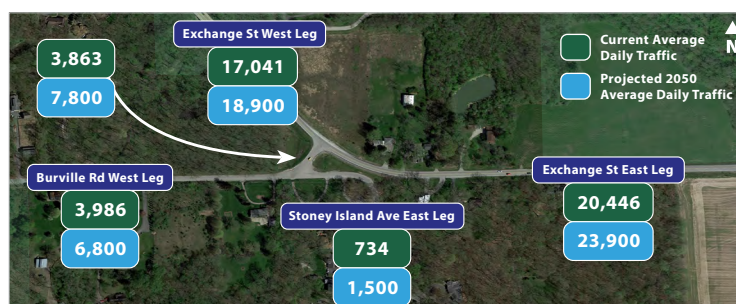 Exchange St West Leg
17,041
18,900
3,863
7,800
Current Average
Daily Traffic
Projected 2050
Average Daily Traffic
N
Burville Rd West Leg
3,986
6,800
Stoney Island Ave East Leg
734
1,500
Exchange St East Leg
20,446
23,900